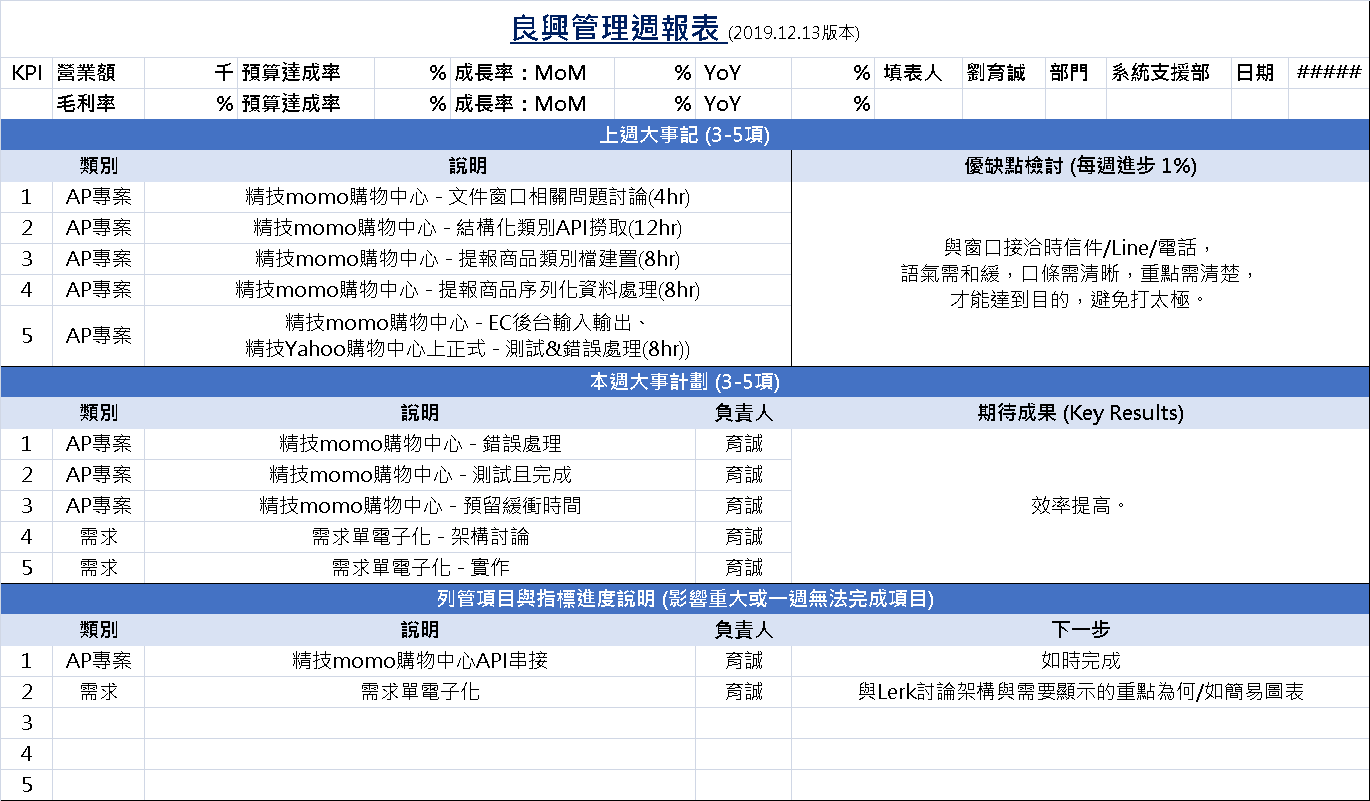 良興管理週報表 (2019.12.13版本)
KPI 營業額 千 預算達成率 % 成長率：MoM % YoY % 填表人 劉育誠 部門 系統支援部 日期 #####
毛利率 % 預算達成率 % 成長率：MoM % YoY %
上週大事記 (3-5項)
類別 說明 優缺點檢討 (每週進步 1%)
1 AP專案 精技momo購物中心 - 文件窗口相關問題討論(4hr)
2 AP專案 精技momo購物中心 - 結構化類別API撈取(12hr)
3 AP專案 精技momo購物中心 - 提報商品類別檔建置(8hr)
4 AP專案 精技momo購物中心 - 提報商品序列化資料處理(8hr)
5 AP專案 精技momo購物中心 - EC後台輸入輸出、
精技Yahoo購物中心上正式 - 測試&錯誤處理(8hr))
與窗口接洽時信件/Line/電話，
語氣需和緩，口條需清晰，重點需清楚，
才能達到目的，避免打太極。
本週大事計劃 (3-5項)
類別 說明 負責人 期待成果 (Key Results)
1 AP專案 精技momo購物中心 - 錯誤處理 育誠
2 AP專案 精技momo購物中心 - 測試且完成 育誠
3 AP專案 精技momo購物中心 - 預留緩衝時間 育誠 效率提高。
4 需求 需求單電子化 - 架構討論 育誠
5 需求 需求單電子化 - 實作 育誠
列管項目與指標進度說明 (影響重大或一週無法完成項目)
類別 說明 負責人 下一步
1 AP專案 精技momo購物中心API串接 育誠 如時完成
2 需求 需求單電子化 育誠 與Lerk討論架構與需要顯示的重點為何/如簡易圖表
3
4
5